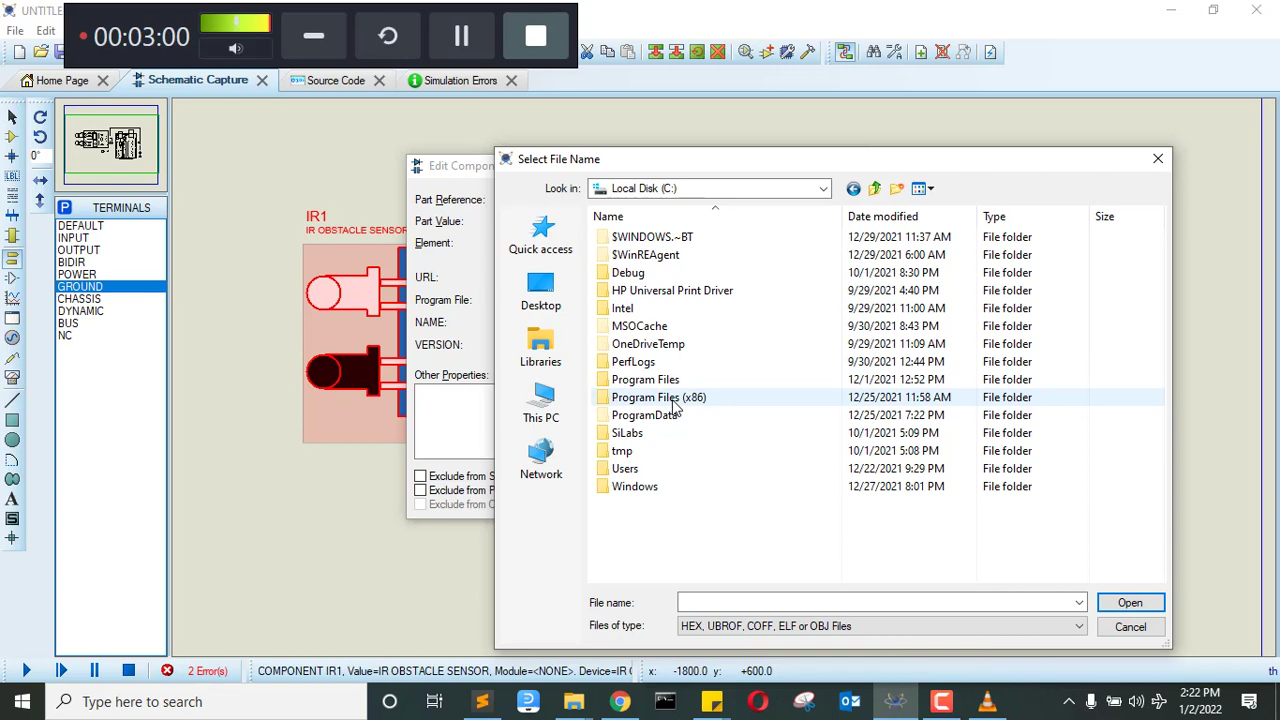 UNTITL
File Edit
00:03:00
Home Page
Schematic Capture
Source Code
Simulation Errors
0°
P TERMINALS
DEFAULT
INPUT
OUTPUT
BIDIR
POWER
GROUND
CHASSIS
DYNAMIC
BUS
NC
IR1
IR OBSTACLE SENSOR
Edit Compon
Part Reference:
Part Value:
Element:
URL:
Program File:
NAME:
VERSION:
Other Properties:
Exclude from S
Exclude from P
Exclude from C
Select File Name
Look in: Local Disk (C:)
Quick access
Desktop
Libraries
This PC
Network
Name Date modified Type Size
$WINDOWS.~BT 12/29/2021 11:37 AM File folder
$WinREAgent 12/29/2021 6:00 AM File folder
Debug 10/1/2021 8:30 PM File folder
HP Universal Print Driver 9/29/2021 4:40 PM File folder
Intel 9/29/2021 11:00 AM File folder
MSOCache 9/30/2021 8:43 PM File folder
OneDriveTemp 9/29/2021 11:09 AM File folder
PerfLogs 9/30/2021 12:44 PM File folder
Program Files 12/1/2021 12:52 PM File folder
Program Files (x86) 12/25/2021 11:58 AM File folder
ProgramData 12/25/2021 7:22 PM File folder
SiLabs 10/1/2021 5:09 PM File folder
tmp 10/1/2021 5:08 PM File folder
Users 12/22/2021 9:29 PM File folder
Windows 12/27/2021 8:01 PM File folder
File name: Open
Files of type: HEX, UBROF, COFF, ELF or OBJ Files Cancel
2 Error(s) COMPONENT IR1, Value=IR OBSTACLE SENSOR, Module=<NONE>, Device=IR x: -1800.0 y: +600.0 th
Type here to search
2:22 PM
1/2/2022